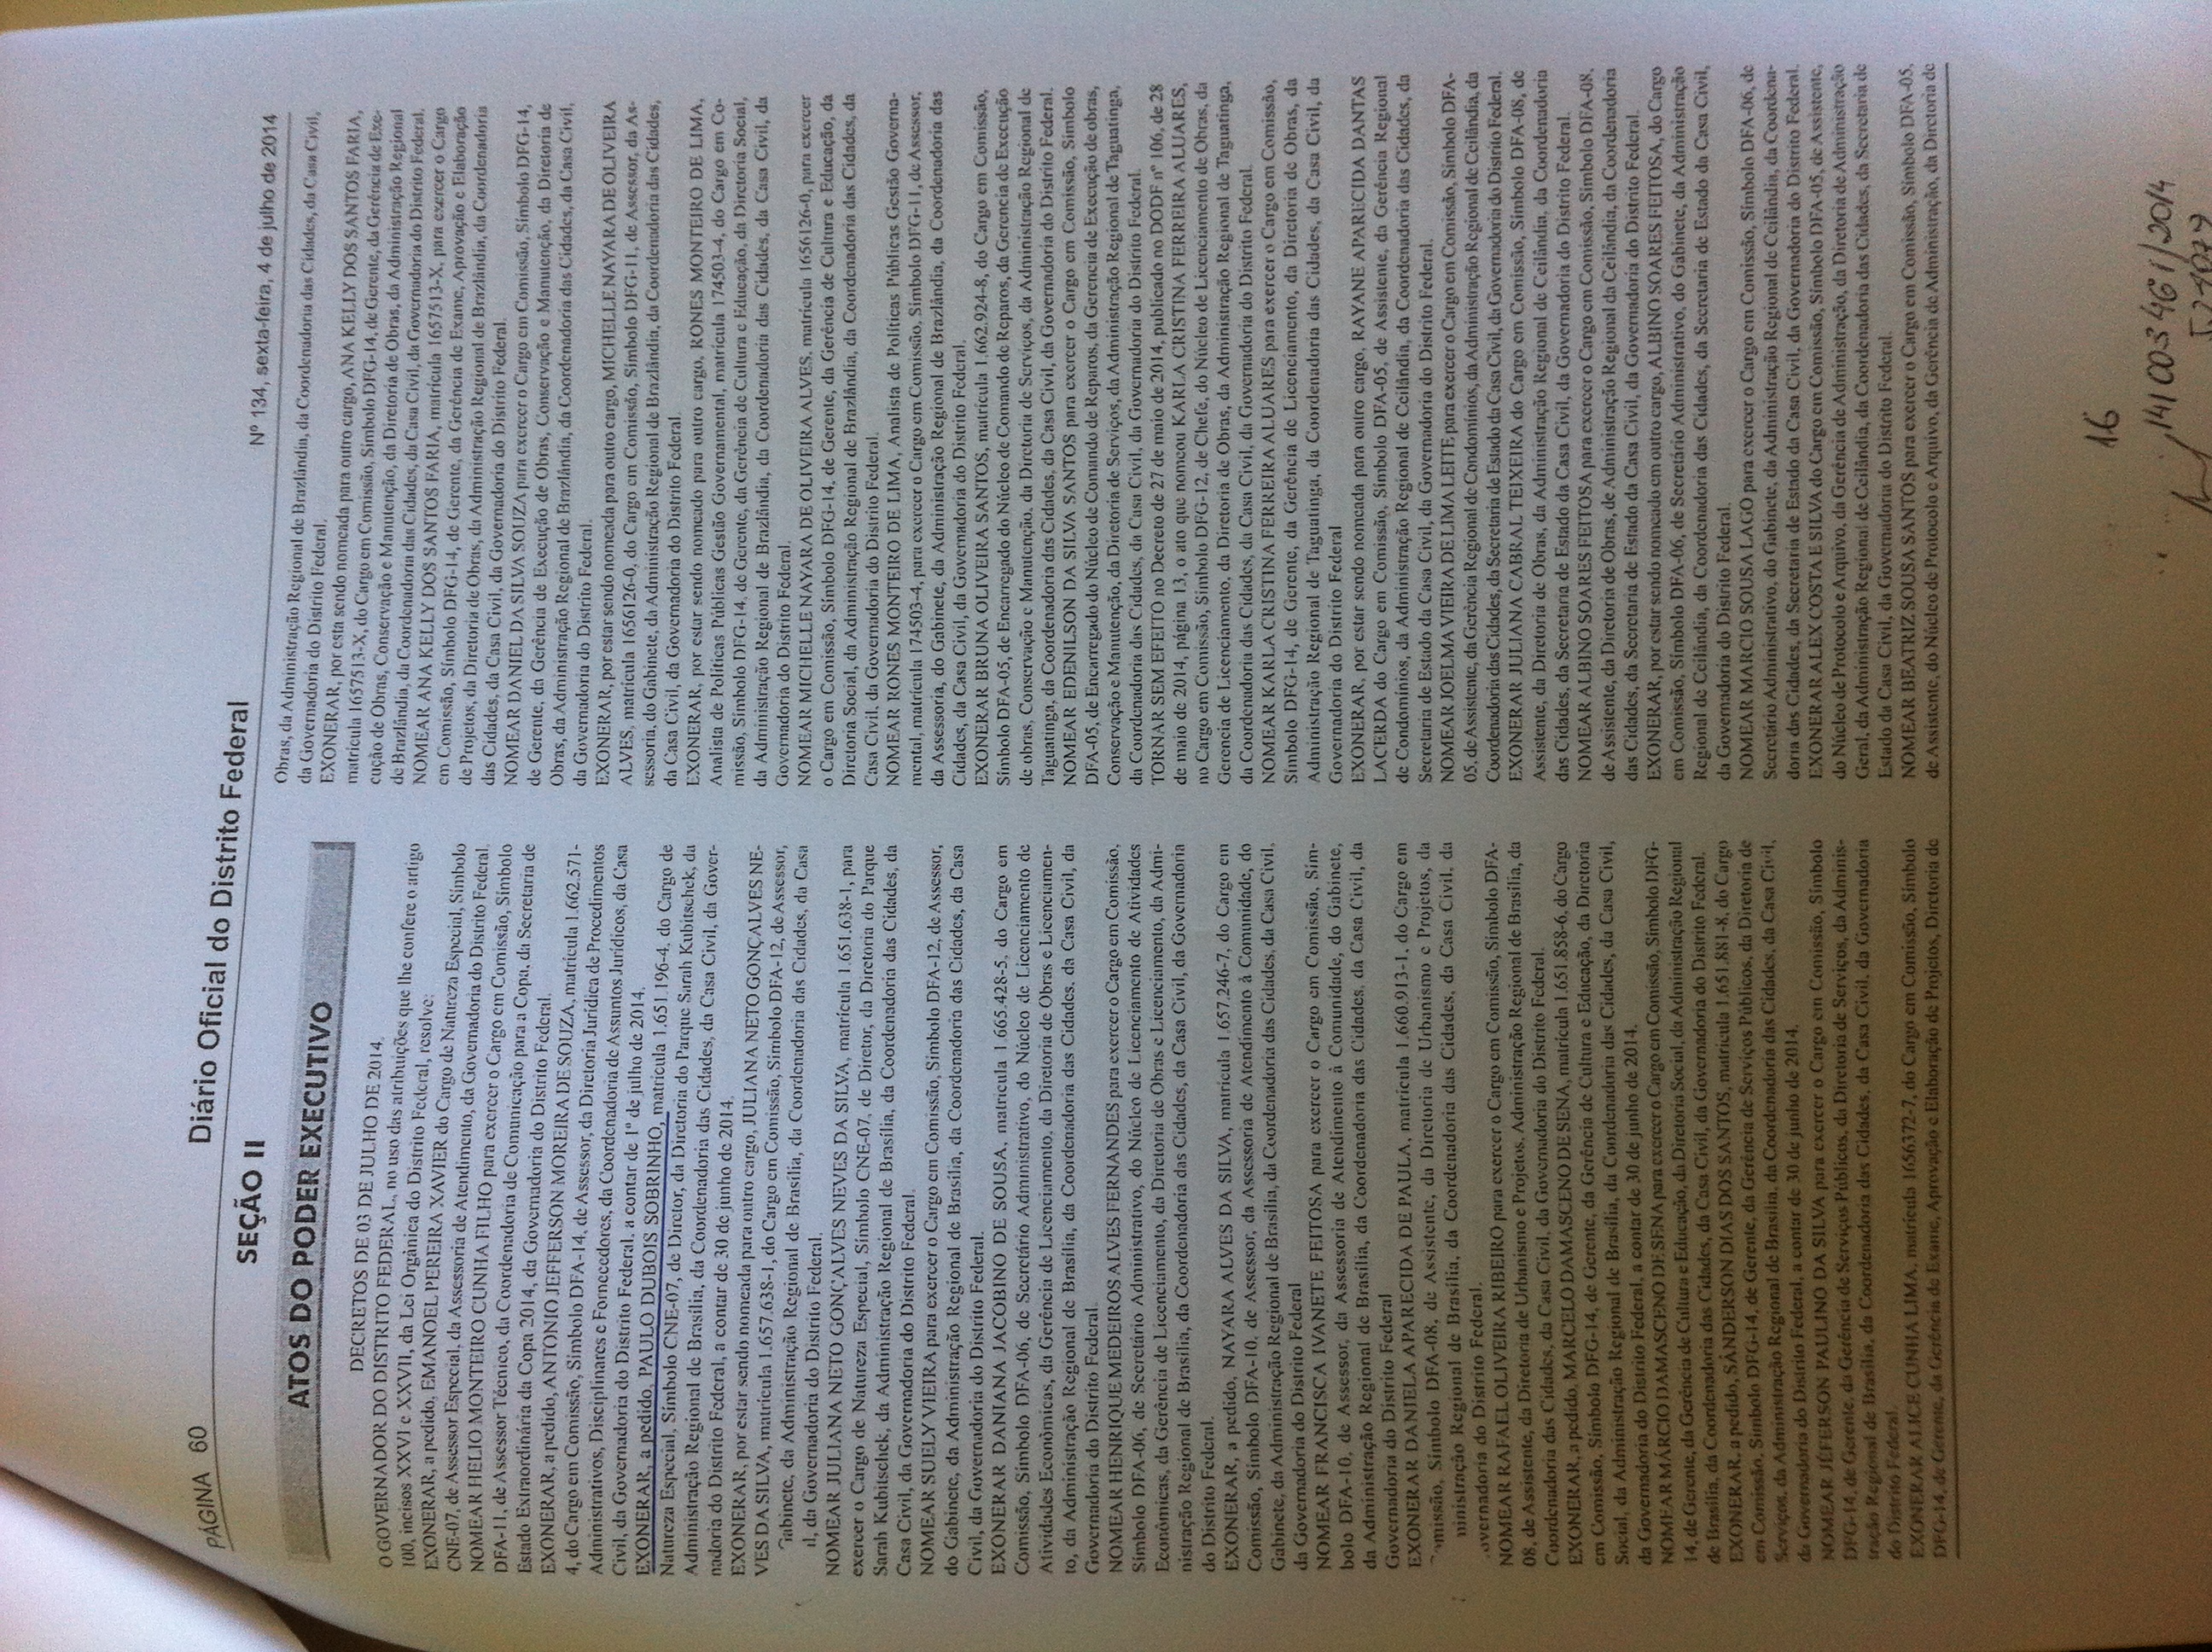 PÁGINA 60
Diário Oficial do Distrito Federal
Nº 134, sexta-feira, 4 de julho de 2014
SEÇÃO II
ATOS DO PODER EXECUTIVO
DECRETOS DE 03 DE JULHO DE 2014.
O GOVERNADOR DO DISTRITO FEDERAL, no uso das atribuições que lhe confere o artigo
100, incisos XXVI e XXVII, da Lei Orgânica do Distrito Federal, resolve:
EXONERAR, a pedido, EMANOEL PEREIRA XAVIER do Cargo de Natureza Especial, Símbolo
CNE-07, de Assessor Especial, da Assessoria de Atendimento, da Governadoria do Distrito Federal.
NOMEAR HELIO MONTEIRO CUNHA FILHO para exercer o Cargo em Comissão, Símbolo
DFA-11, de Assessor Técnico, da Coordenadoria de Comunicação para a Copa, da Secretaria de
Estado Extraordinária da Copa 2014, da Governadoria do Distrito Federal.
EXONERAR, a pedido, ANTONIO JEFFERSON MOREIRA DE SOUZA, matrícula 1.662.571-
4, do Cargo em Comissão, Símbolo DFA-14, de Assessor, da Diretoria Jurídica de Procedimentos
Administrativos, Disciplinares e Fornecedores, da Coordenadoria de Assuntos Jurídicos, da Casa
Civil, da Governadoria do Distrito Federal, a contar de 1º de julho de 2014.
EXONERAR, a pedido, PAULO DUBOIS SOBRINHO, matrícula 1.651.196-4, do Cargo de
Natureza Especial, Símbolo CNE-07, de Diretor, da Diretoria do Parque Sarah Kubitschek, da
Administração Regional de Brasília, da Coordenadoria das Cidades, da Casa Civil, da Gover-
nadoria do Distrito Federal, a contar de 30 de junho de 2014.
EXONERAR, por estar sendo nomeada para outro cargo, JULIANA NETO GONÇALVES NE-
VES DA SILVA, matrícula 1.657.638-1, do Cargo em Comissão, Símbolo DFA-12, de Assessor,
Gabinete, da Administração Regional de Brasília, da Coordenadoria das Cidades, da Casa
il, da Governadoria do Distrito Federal.
NOMEAR JULIANA NETO GONÇALVES NEVES DA SILVA, matrícula 1.651.638-1, para
exercer o Cargo de Natureza Especial, Símbolo CNE-07, de Diretor, da Diretoria do Parque
Sarah Kubitschek, da Administração Regional de Brasília, da Coordenadoria das Cidades, da
Casa Civil, da Governadoria do Distrito Federal.
NOMEAR SUELY VIEIRA para exercer o Cargo em Comissão, Símbolo DFA-12, de Assessor,
do Gabinete, da Administração Regional de Brasília, da Coordenadoria das Cidades, da Casa
Civil, da Governadoria do Distrito Federal.
EXONERAR DANIANA JACOBINO DE SOUSA, matrícula 1.665.428-5, do Cargo em
Comissão, Símbolo DFA-06, de Secretário Administrativo, do Núcleo de Licenciamento de
Atividades Econômicas, da Gerência de Licenciamento, da Diretoria de Obras e Licenciamen-
to, da Administração Regional de Brasília, da Coordenadoria das Cidades, da Casa Civil, da
Governadoria do Distrito Federal.
NOMEAR HENRIQUE MEDEIROS ALVES FERNANDES para exercer o Cargo em Comissão,
Símbolo DFA-06, de Secretário Administrativo, do Núcleo de Licenciamento de Atividades
Econômicas, da Gerência de Licenciamento, da Diretoria de Obras e Licenciamento, da Admi-
nistração Regional de Brasília, da Coordenadoria das Cidades, da Casa Civil, da Governadoria
do Distrito Federal.
EXONERAR, a pedido, NAYARA ALVES DA SILVA, matrícula 1.657.246-7, do Cargo em
Comissão, Símbolo DFA-10, de Assessor, da Assessoria de Atendimento à Comunidade, do
Gabinete, da Administração Regional de Brasília, da Coordenadoria das Cidades, da Casa Civil,
da Governadoria do Distrito Federal
NOMEAR FRANCISCA IVANETE FEITOSA para exercer o Cargo em Comissão, Sím-
bolo DFA-10, de Assessor, da Assessoria de Atendimento à Comunidade, do Gabinete,
da Administração Regional de Brasília, da Coordenadoria das Cidades, da Casa Civil, da
Governadoria do Distrito Federal
EXONERAR DANIELA APARECIDA DE PAULA, matrícula 1.660.913-1, do Cargo em
omissão, Símbolo DFA-08, de Assistente, da Diretoria de Urbanismo e Projetos, da
ministração Regional de Brasília, da Coordenadoria das Cidades, da Casa Civil, da
overnadoria do Distrito Federal.
NOMEAR RAFAEL OLIVEIRA RIBEIRO para exercer o Cargo em Comissão, Símbolo DFA-
08, de Assistente, da Diretoria de Urbanismo e Projetos, Administração Regional de Brasília, da
Coordenadoria das Cidades, da Casa Civil, da Governadoria do Distrito Federal.
EXONERAR, a pedido, MARCELO DAMASCENO DE SENA, matrícula 1.651.858-6, do Cargo
em Comissão, Símbolo DFG-14, de Gerente, da Gerência de Cultura e Educação, da Diretoria
Social, da Administração Regional de Brasília, da Coordenadoria das Cidades, da Casa Civil,
da Governadoria do Distrito Federal, a contar de 30 de junho de 2014.
NOMEAR MÁRCIO DAMASCENO DE SENA para exercer o Cargo em Comissão, Símbolo DFG-
14, de Gerente, da Gerência de Cultura e Educação, da Diretoria Social, da Administração Regional
de Brasília, da Coordenadoria das Cidades, da Casa Civil, da Governadoria do Distrito Federal.
EXONERAR, a pedido, SÂNDERSON DIAS DOS SANTOS, matrícula 1.651.881-8, do Cargo
em Comissão, Símbolo DFG-14, de Gerente, da Gerência de Serviços Públicos, da Diretoria de
Serviços, da Administração Regional de Brasília, da Coordenadoria das Cidades, da Casa Civil,
da Governadoria do Distrito Federal, a contar de 30 de junho de 2014.
NOMEAR JÉFERSON PAULINO DA SILVA para exercer o Cargo em Comissão, Símbolo
DFG-14, de Gerente, da Gerência de Serviços Públicos, da Diretoria de Serviços, da Adminis-
tração Regional de Brasília, da Coordenadoria das Cidades, da Casa Civil, da Governadoria
do Distrito Federal.
EXONERAR ALICE CUNHA LIMA, matrícula 1656372-7, do Cargo em Comissão, Símbolo
DFG-14, de Gerente, da Gerência de Exame, Aprovação e Elaboração de Projetos, Diretoria de
Obras, da Administração Regional de Brazlândia, da Coordenadoria das Cidades, da Casa Civil,
da Governadoria do Distrito Federal.
EXONERAR, por esta sendo nomeada para outro cargo, ANA KELLY DOS SANTOS FARIA,
matrícula 1657513-X, do Cargo em Comissão, Símbolo DFG-14, de Gerente, da Gerência de Exe-
cução de Obras, Conservação e Manutenção, da Diretoria de Obras, da Administração Regional
de Brazlândia, da Coordenadoria das Cidades, da Casa Civil, da Governadoria do Distrito Federal.
NOMEAR ANA KELLY DOS SANTOS FARIA, matrícula 1657513-X, para exercer o Cargo
em Comissão, Símbolo DFG-14, de Gerente, da Gerência de Exame, Aprovação e Elaboração
de Projetos, da Diretoria de Obras, da Administração Regional de Brazlândia, da Coordenadoria
das Cidades, da Casa Civil, da Governadoria do Distrito Federal.
NOMEAR DANIEL DA SILVA SOUZA para exercer o Cargo em Comissão, Símbolo DFG-14,
de Gerente, da Gerência de Execução de Obras, Conservação e Manutenção, da Diretoria de
Obras, da Administração Regional de Brazlândia, da Coordenadoria das Cidades, da Casa Civil,
da Governadoria do Distrito Federal.
EXONERAR, por estar sendo nomeada para outro cargo, MICHELLE NAYARA DE OLIVEIRA
ALVES, matrícula 1656126-0, do Cargo em Comissão, Símbolo DFG-11, de Assessor, da As-
sessoria, do Gabinete, da Administração Regional de Brazlândia, da Coordenadoria das Cidades,
da Casa Civil, da Governadoria do Distrito Federal.
EXONERAR, por estar sendo nomeado para outro cargo, RONES MONTEIRO DE LIMA,
Analista de Políticas Públicas Gestão Governamental, matrícula 174503-4, do Cargo em Co-
missão, Símbolo DFG-14, de Gerente, da Gerência de Cultura e Educação, da Diretoria Social,
da Administração Regional de Brazlândia, da Coordenadoria das Cidades, da Casa Civil, da
Governadoria do Distrito Federal.
NOMEAR MICHELLE NAYARA DE OLIVEIRA ALVES, matrícula 1656126-0, para exercer
o Cargo em Comissão, Símbolo DFG-14, de Gerente, da Gerência de Cultura e Educação, da
Diretoria Social, da Administração Regional de Brazlândia, da Coordenadoria das Cidades, da
Casa Civil, da Governadoria do Distrito Federal.
NOMEAR RONES MONTEIRO DE LIMA, Analista de Políticas Públicas Gestão Governa-
mental, matrícula 174503-4, para exercer o Cargo em Comissão, Símbolo DFG-11, de Assessor,
da Assessoria, do Gabinete, da Administração Regional de Brazlândia, da Coordenadoria das
Cidades, da Casa Civil, da Governadoria do Distrito Federal.
EXONERAR BRUNA OLIVEIRA SANTOS, matrícula 1.662.924-8, do Cargo em Comissão,
Símbolo DFA-05, de Encarregado do Núcleo de Comando de Reparos, da Gerencia de Execução
de obras, Conservação e Manutenção, da Diretoria de Serviços, da Administração Regional de
Taguatinga, da Coordenadoria das Cidades, da Casa Civil, da Governadoria do Distrito Federal.
NOMEAR EDENILSON DA SILVA SANTOS para exercer o Cargo em Comissão, Símbolo
DFA-05, de Encarregado do Núcleo de Comando de Reparos, da Gerencia de Execução de obras,
Conservação e Manutenção, da Diretoria de Serviços, da Administração Regional de Taguatinga,
da Coordenadoria das Cidades, da Casa Civil, da Governadoria do Distrito Federal.
TORNAR SEM EFEITO no Decreto de 27 de maio de 2014, publicado no DODF nº 106, de 28
de maio de 2014, página 13, o ato que nomeou KARLA CRISTINA FERREIRA ALUARES,
no Cargo em Comissão, Símbolo DFG-12, de Chefe, do Núcleo de Licenciamento de Obras, da
Gerencia de Licenciamento, da Diretoria de Obras, da Administração Regional de Taguatinga,
da Coordenadoria das Cidades, da Casa Civil, da Governadoria do Distrito Federal.
NOMEAR KARLA CRISTINA FERREIRA ALUARES para exercer o Cargo em Comissão,
Símbolo DFG-14, de Gerente, da Gerência de Licenciamento, da Diretoria de Obras, da
Administração Regional de Taguatinga, da Coordenadoria das Cidades, da Casa Civil, da
Governadoria do Distrito Federal
EXONERAR, por estar sendo nomeada para outro cargo, RAYANE APARECIDA DANTAS
LACERDA do Cargo em Comissão, Símbolo DFA-05, de Assistente, da Gerência Regional
de Condomínios, da Administração Regional de Ceilândia, da Coordenadoria das Cidades, da
Secretaria de Estado da Casa Civil, da Governadoria do Distrito Federal.
NOMEAR JOELMA VIEIRA DE LIMA LEITE para exercer o Cargo em Comissão, Símbolo DFA-
05, de Assistente, da Gerência Regional de Condomínios, da Administração Regional de Ceilândia, da
Coordenadoria das Cidades, da Secretaria de Estado da Casa Civil, da Governadoria do Distrito Federal.
EXONERAR JULIANA CABRAL TEIXEIRA do Cargo em Comissão, Símbolo DFA-08, de
Assistente, da Diretoria de Obras, da Administração Regional de Ceilândia, da Coordenadoria
das Cidades, da Secretaria de Estado da Casa Civil, da Governadoria do Distrito Federal.
NOMEAR ALBINO SOARES FEITOSA para exercer o Cargo em Comissão, Símbolo DFA-08,
de Assistente, da Diretoria de Obras, de Administração Regional da Ceilândia, da Coordenadoria
das Cidades, da Secretaria de Estado da Casa Civil, da Governadoria do Distrito Federal.
EXONERAR, por estar sendo nomeado em outro cargo, ALBINO SOARES FEITOSA, do Cargo
em Comissão, Símbolo DFA-06, de Secretário Administrativo, do Gabinete, da Administração
Regional de Ceilândia, da Coordenadoria das Cidades, da Secretaria de Estado da Casa Civil,
da Governadoria do Distrito Federal.
NOMEAR MARCIO SOUSA LAGO para exercer o Cargo em Comissão, Símbolo DFA-06, de
Secretário Administrativo, do Gabinete, da Administração Regional de Ceilândia, da Coordena-
doria das Cidades, da Secretaria de Estado da Casa Civil, da Governadoria do Distrito Federal.
EXONERAR ALEX COSTA E SILVA do Cargo em Comissão, Símbolo DFA-05, de Assistente,
do Núcleo de Protocolo e Arquivo, da Gerência de Administração, da Diretoria de Administração
Geral, da Administração Regional de Ceilândia, da Coordenadoria das Cidades, da Secretaria de
Estado da Casa Civil, da Governadoria do Distrito Federal.
NOMEAR BEATRIZ SOUSA SANTOS para exercer o Cargo em Comissão, Símbolo DFA-05,
de Assistente, do Núcleo de Protocolo e Arquivo, da Gerência de Administração, da Diretoria de
16
141 003 461/2014